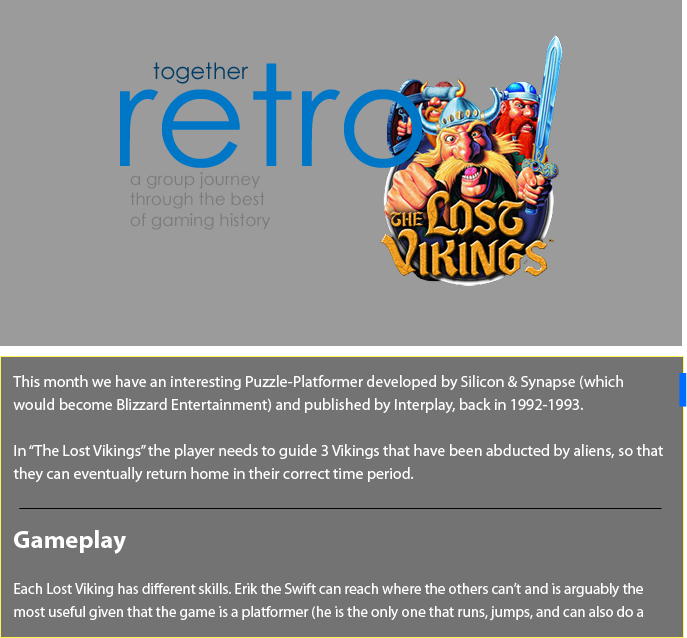 together
retro
a group journey
through the best
of gaming history
THE LOST
VIKINGS
This month we have an interesting Puzzle-Platformer developed by Silicon & Synapse (which
would become Blizzard Entertainment) and published by Interplay, back in 1992-1993.
In “The Lost Vikings” the player needs to guide 3 Vikings that have been abducted by aliens, so that
they can eventually return home in their correct time period.
Gameplay
Each Lost Viking has different skills. Erik the Swift can reach where the others can’t and is arguably the
most useful given that the game is a platformer (he is the only one that runs, jumps, and can also do a